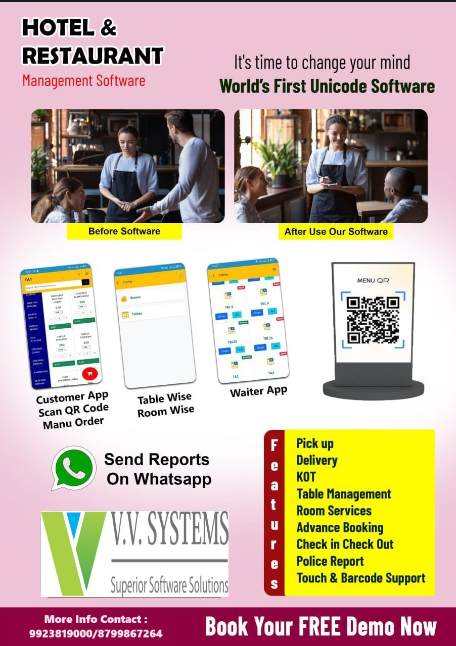 HOTEL &
RESTAURANT
Management Software
It's time to change your mind
World's First Unicode Software
Before Software
After Use Our Software
MENU QR
Customer App
Scan QR Code
Manu Order
Table Wise
Room Wise
Waiter App
Send Reports
On Whatsapp
V.V. SYSTEMS
Superior Software Solutions
Features
Pick up
Delivery
KOT
Table Management
Room Services
Advance Booking
Check in Check Out
Police Report
Touch & Barcode Support
More Info Contact :
9923819000/8799867264
Book Your FREE Demo Now